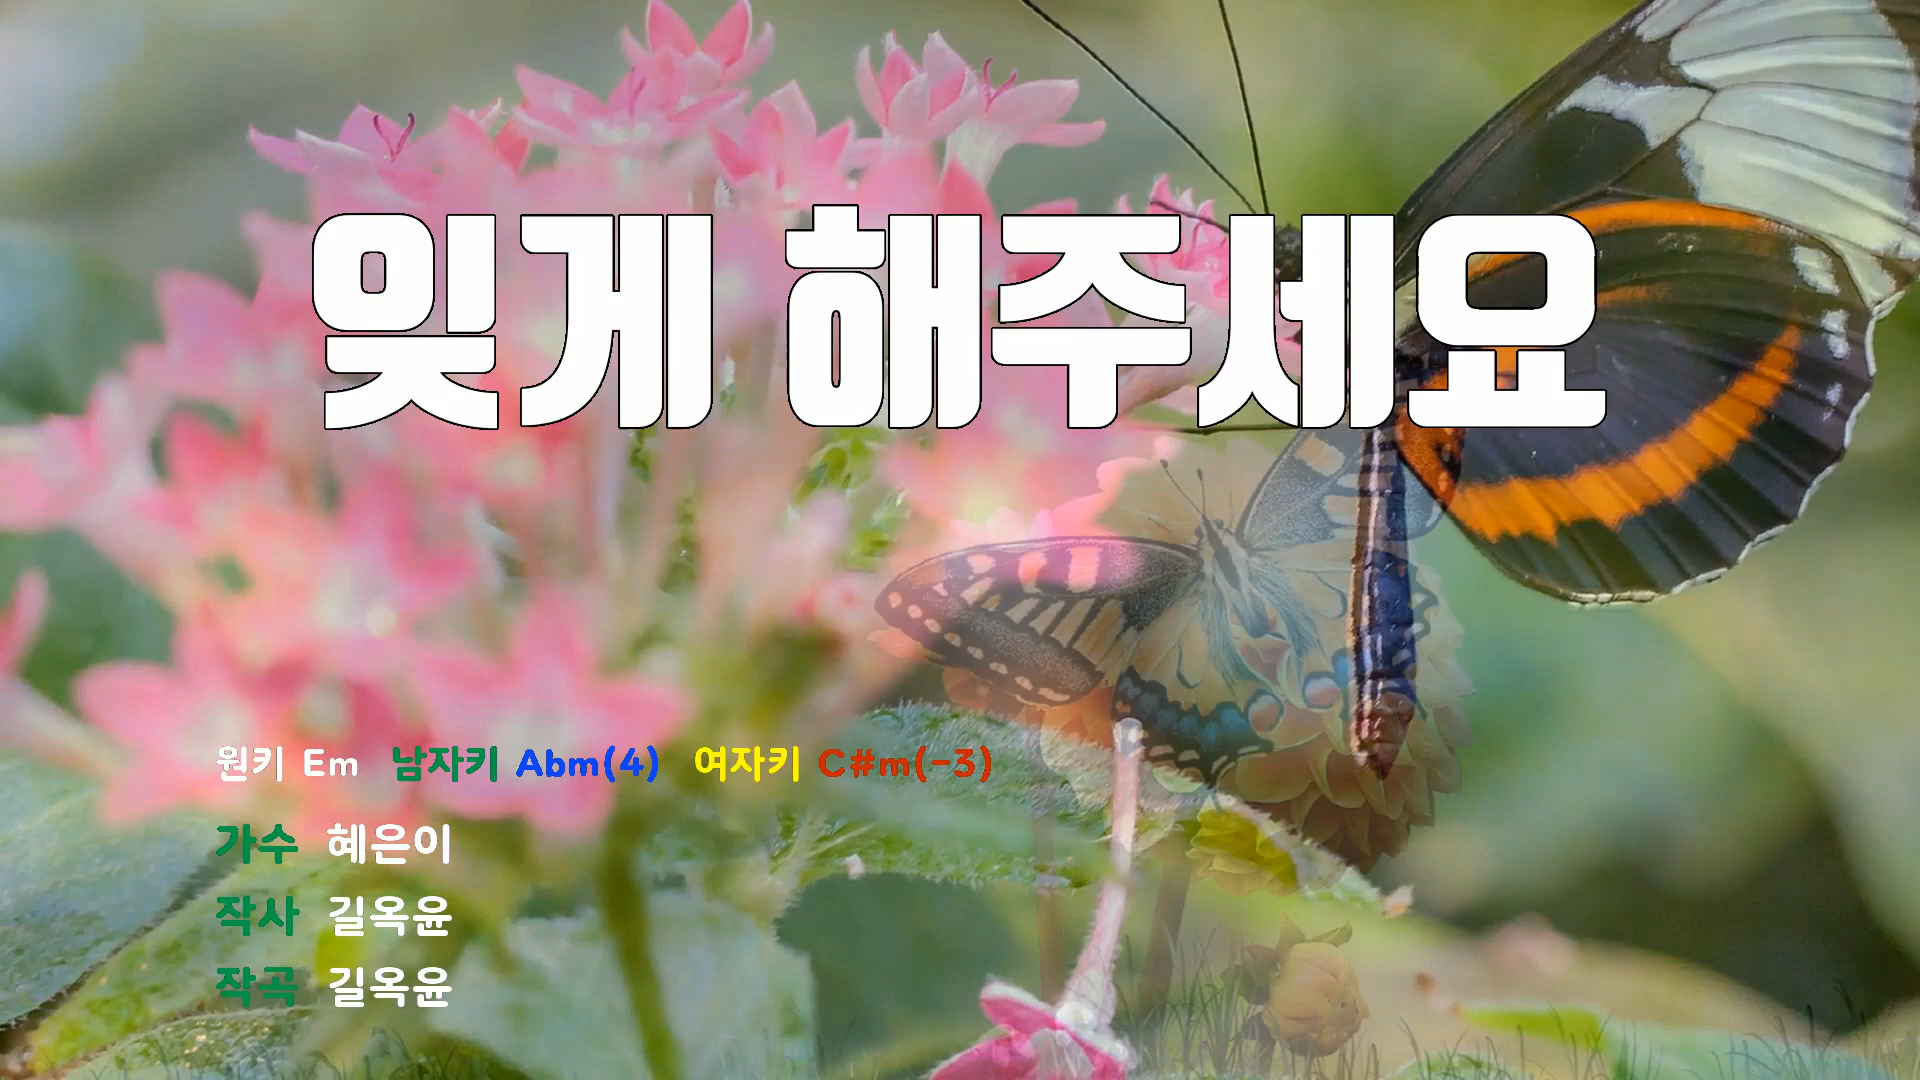 잊게 해주세요
원키 Em 남자키 Abm(4) 여자키 C#m(-3)
가수 혜은이
작사 길옥윤
작곡 길옥윤